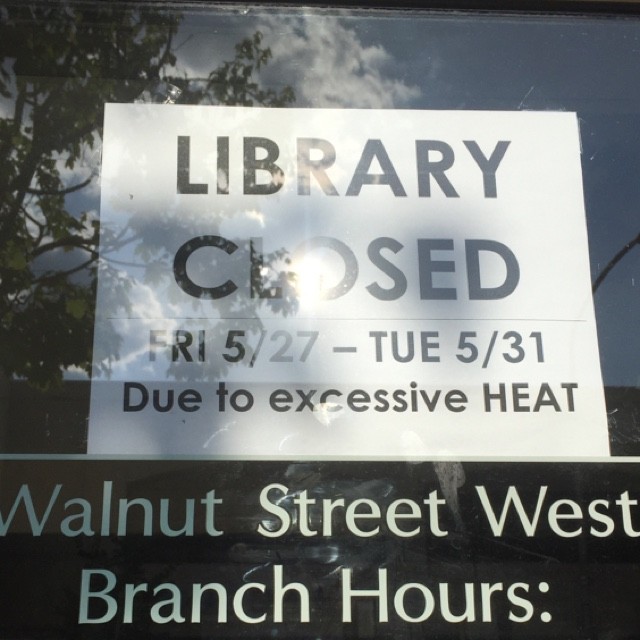 LIBRARY
CLOSED
FRI 5/27 – TUE 5/31
Due to excessive HEAT
Walnut Street West
Branch Hours: